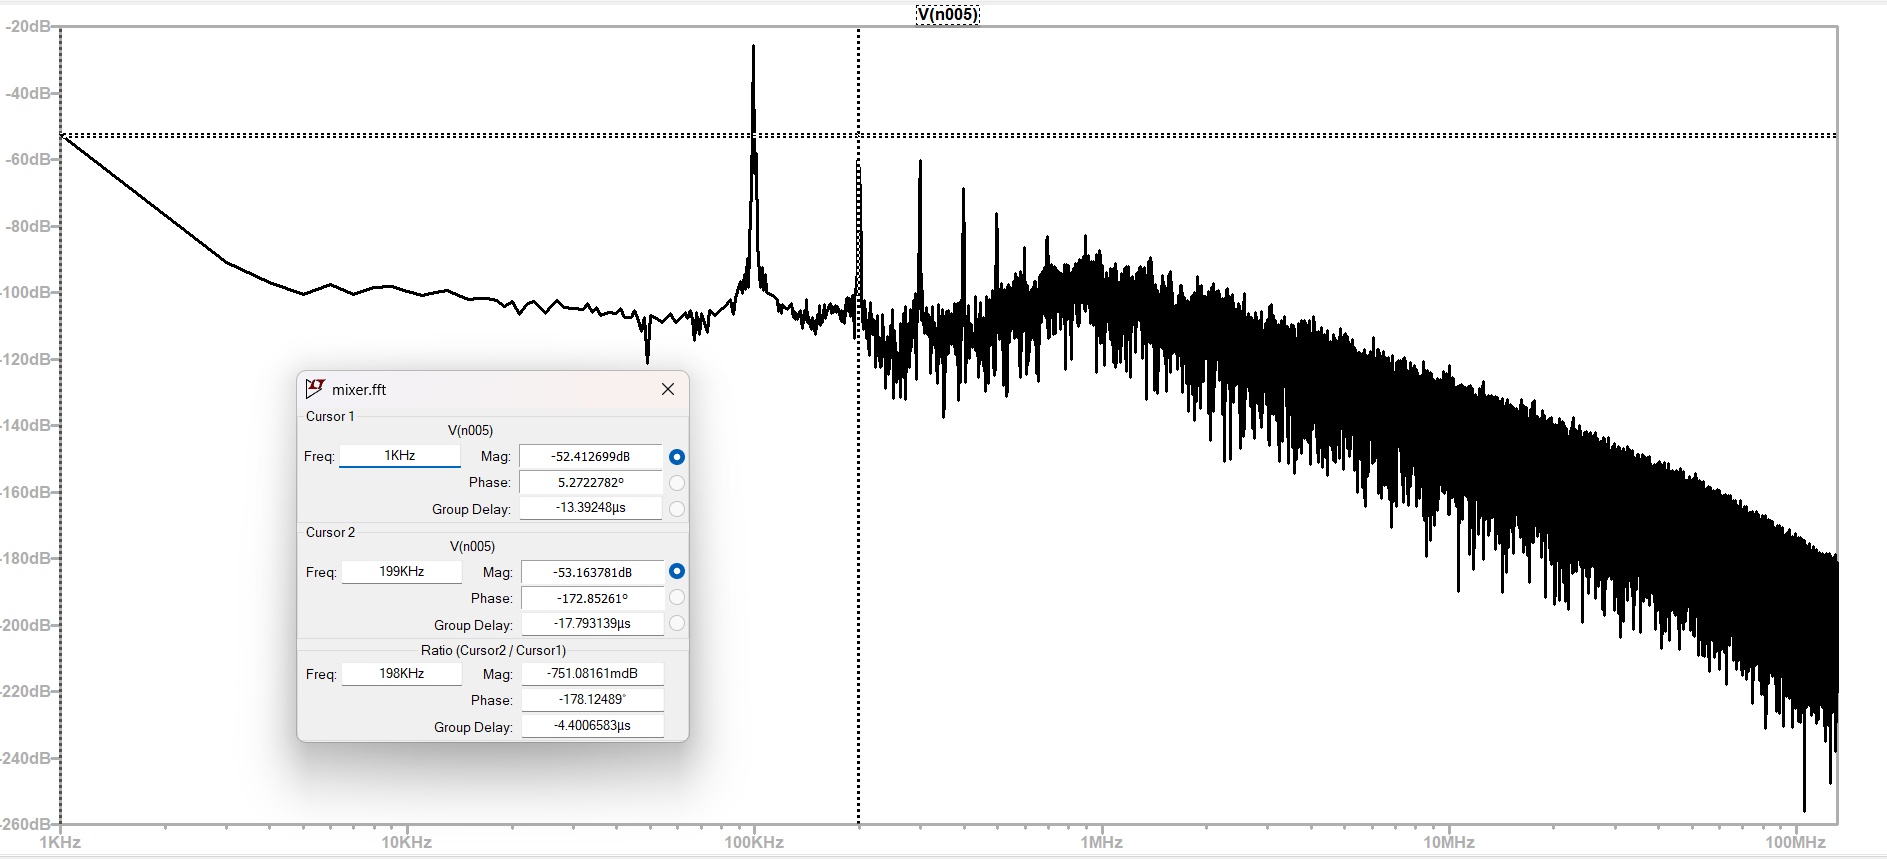 V(n005)
-20dB
-40dB
-60dB
-80dB
-100dB
-120dB
-140dB
-160dB
-180dB
-200dB
-220dB
-240dB
-260dB
1KHz 10KHz 100KHz 1MHz 10MHz 100MHz
mixer.fft
Cursor 1
V(n005)
Freq: 1KHz Mag: -52.412699dB
Phase: 5.2722782°
Group Delay: -13.39248µs
Cursor 2
V(n005)
Freq: 199KHz Mag: -53.163781dB
Phase: -172.85261°
Group Delay: -17.793139µs
Ratio (Cursor2 / Cursor1)
Freq: 198KHz Mag: -751.08161mdB
Phase: -178.12489°
Group Delay: -4.4006583µs